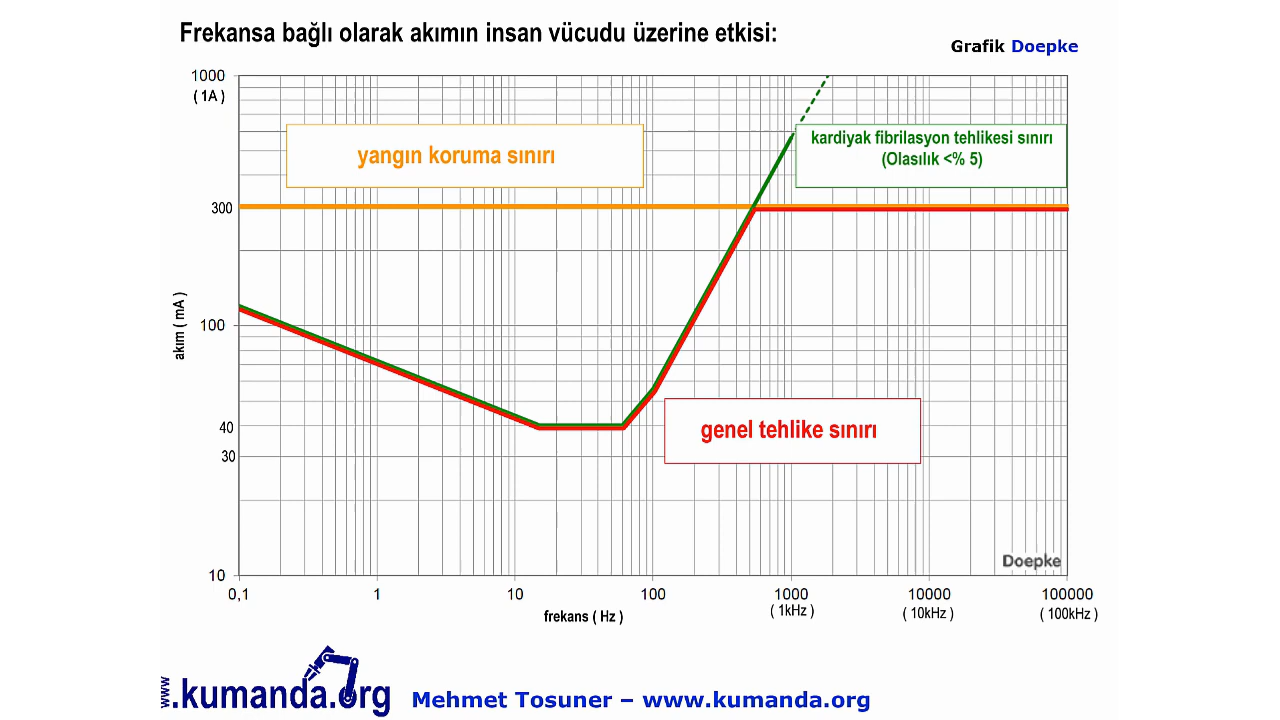 Frekansa bağlı olarak akımın insan vücudu üzerine etkisi:
Grafik Doepke
1000
( 1A )
yangın koruma sınırı
kardiyak fibrilasyon tehlikesi sınırı
(Olasılık <% 5)
300
akım ( mA )
100
genel tehlike sınırı
40
30
Doepke
10
0,1 1 10 100 1000 10000 100000
( 1kHz ) ( 10kHz ) ( 100kHz )
frekans ( Hz )
www.kumanda.org
Mehmet Tosuner – www.kumanda.org